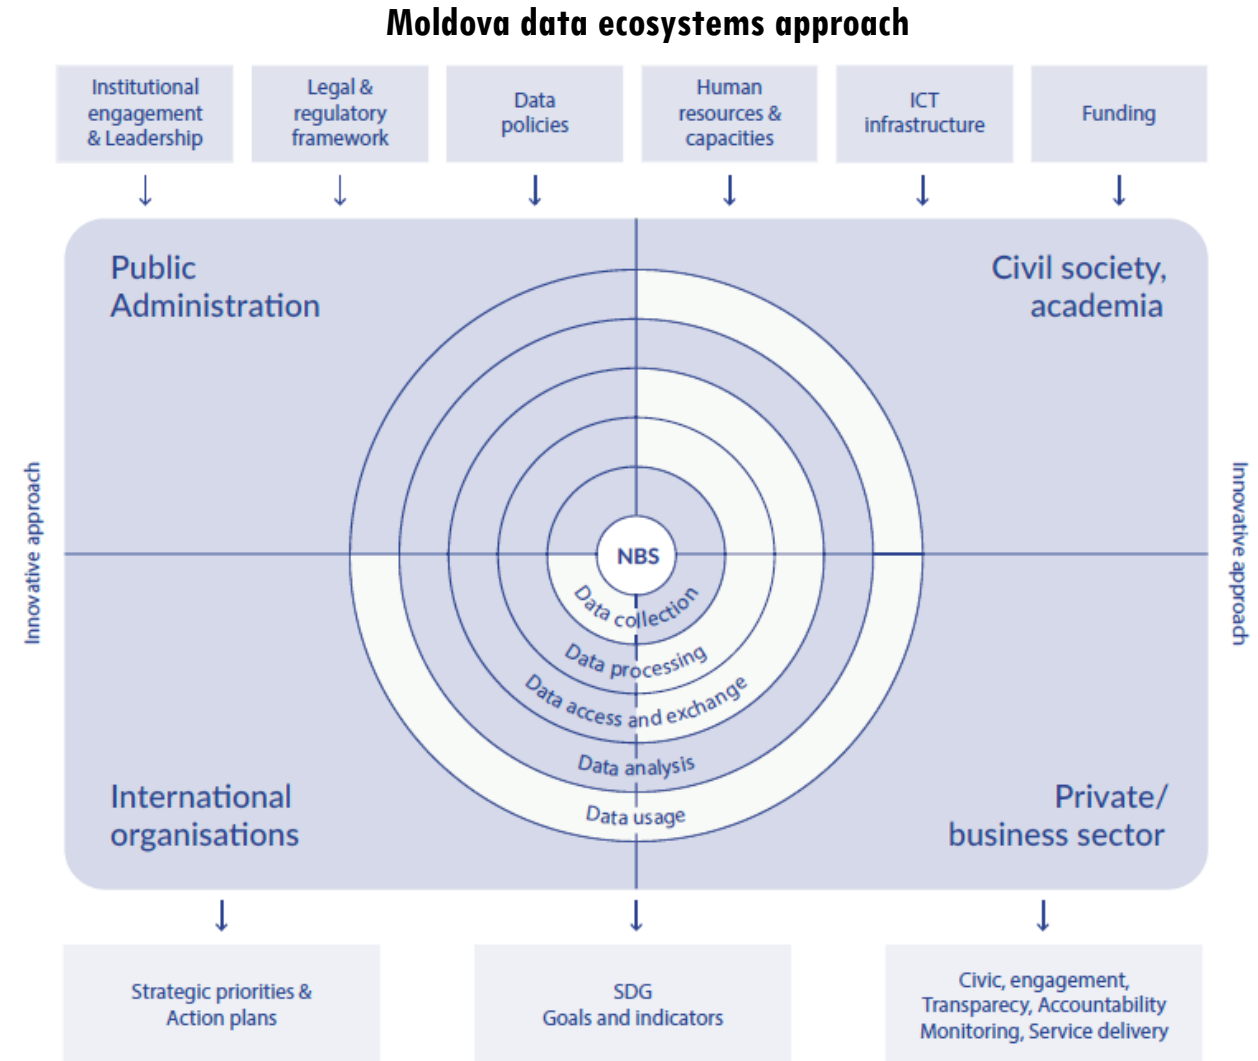 Moldova data ecosystems approach
Institutional
engagement
& Leadership
Legal &
regulatory
framework
Data
policies
Human
resources &
capacities
ICT
infrastructure
Funding
Public
Administration
Civil society,
academia
Innovative approach
Innovative approach
NBS
Data collection
Data processing
Data access and exchange
Data analysis
Data usage
International
organisations
Private/
business sector
Strategic priorities &
Action plans
SDG
Goals and indicators
Civic, engagement,
Transparecy, Accountability
Monitoring, Service delivery